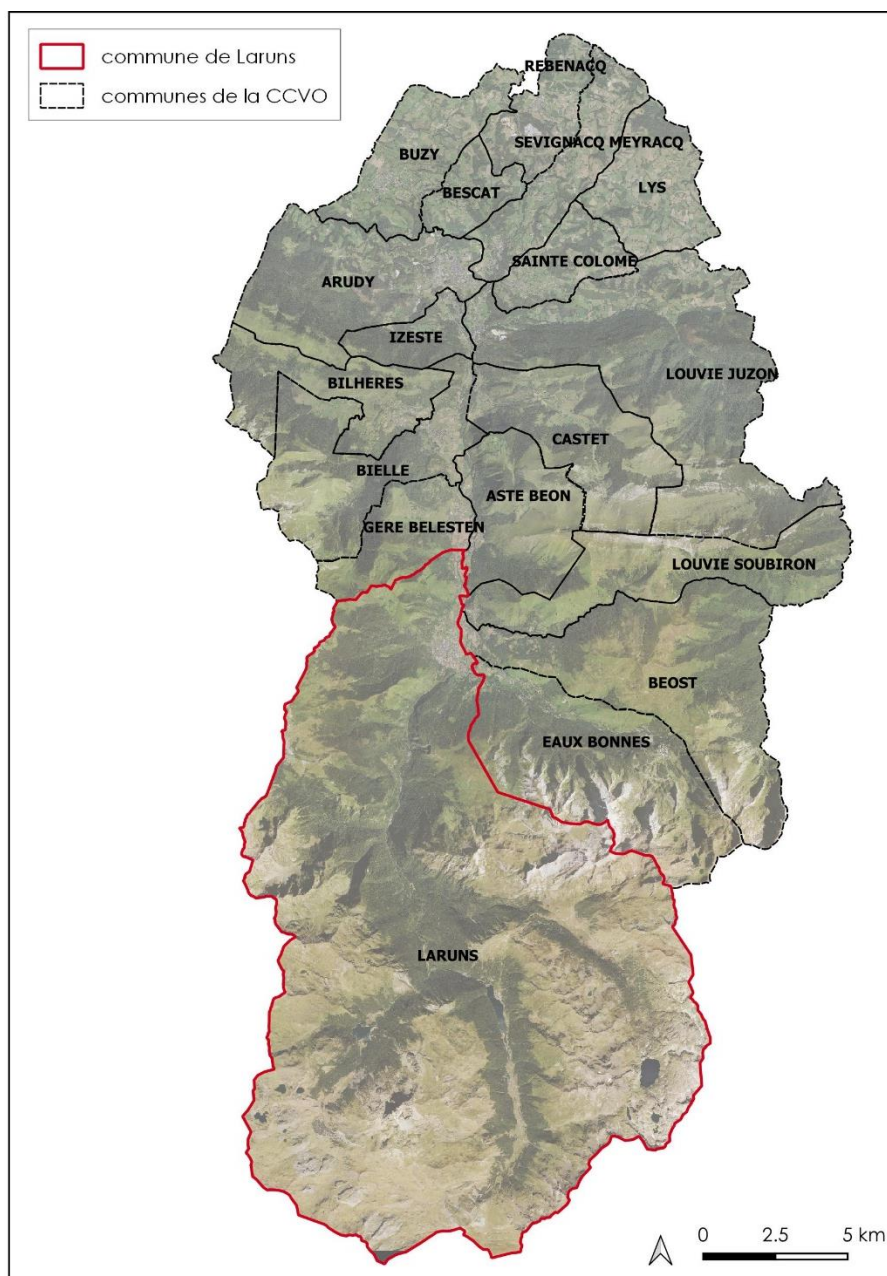 commune de Laruns
communes de la CCVO
REBENACQ
SEVIGNACQ MEYRACQ
BUZY
BESCAT
LYS
SAINTE COLOME
ARUDY
IZESTE
LOUVIE JUZON
BILHERES
CASTET
BIELLE
ASTE BEON
GERE BELESTEN
LOUVIE SOUBIRON
BEOST
EAUX BONNES
LARUNS
0 2.5 5 km